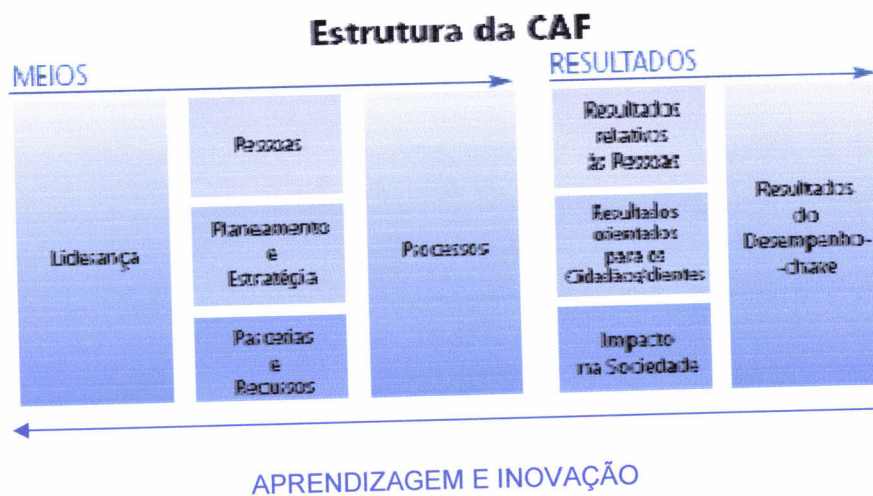 Estrutura da CAF
MEIOS
RESULTADOS
Liderança
Pessoas
Planeamento
e
Estratégia
Parcerias
e
Recursos
Processos
Resultados
relativos
às Pessoas
Resultados
orientados
para os
Cidadãos/clientes
Impacto
na Sociedade
Resultados
do
Desempenho-
-chave
APRENDIZAGEM E INOVAÇÃO